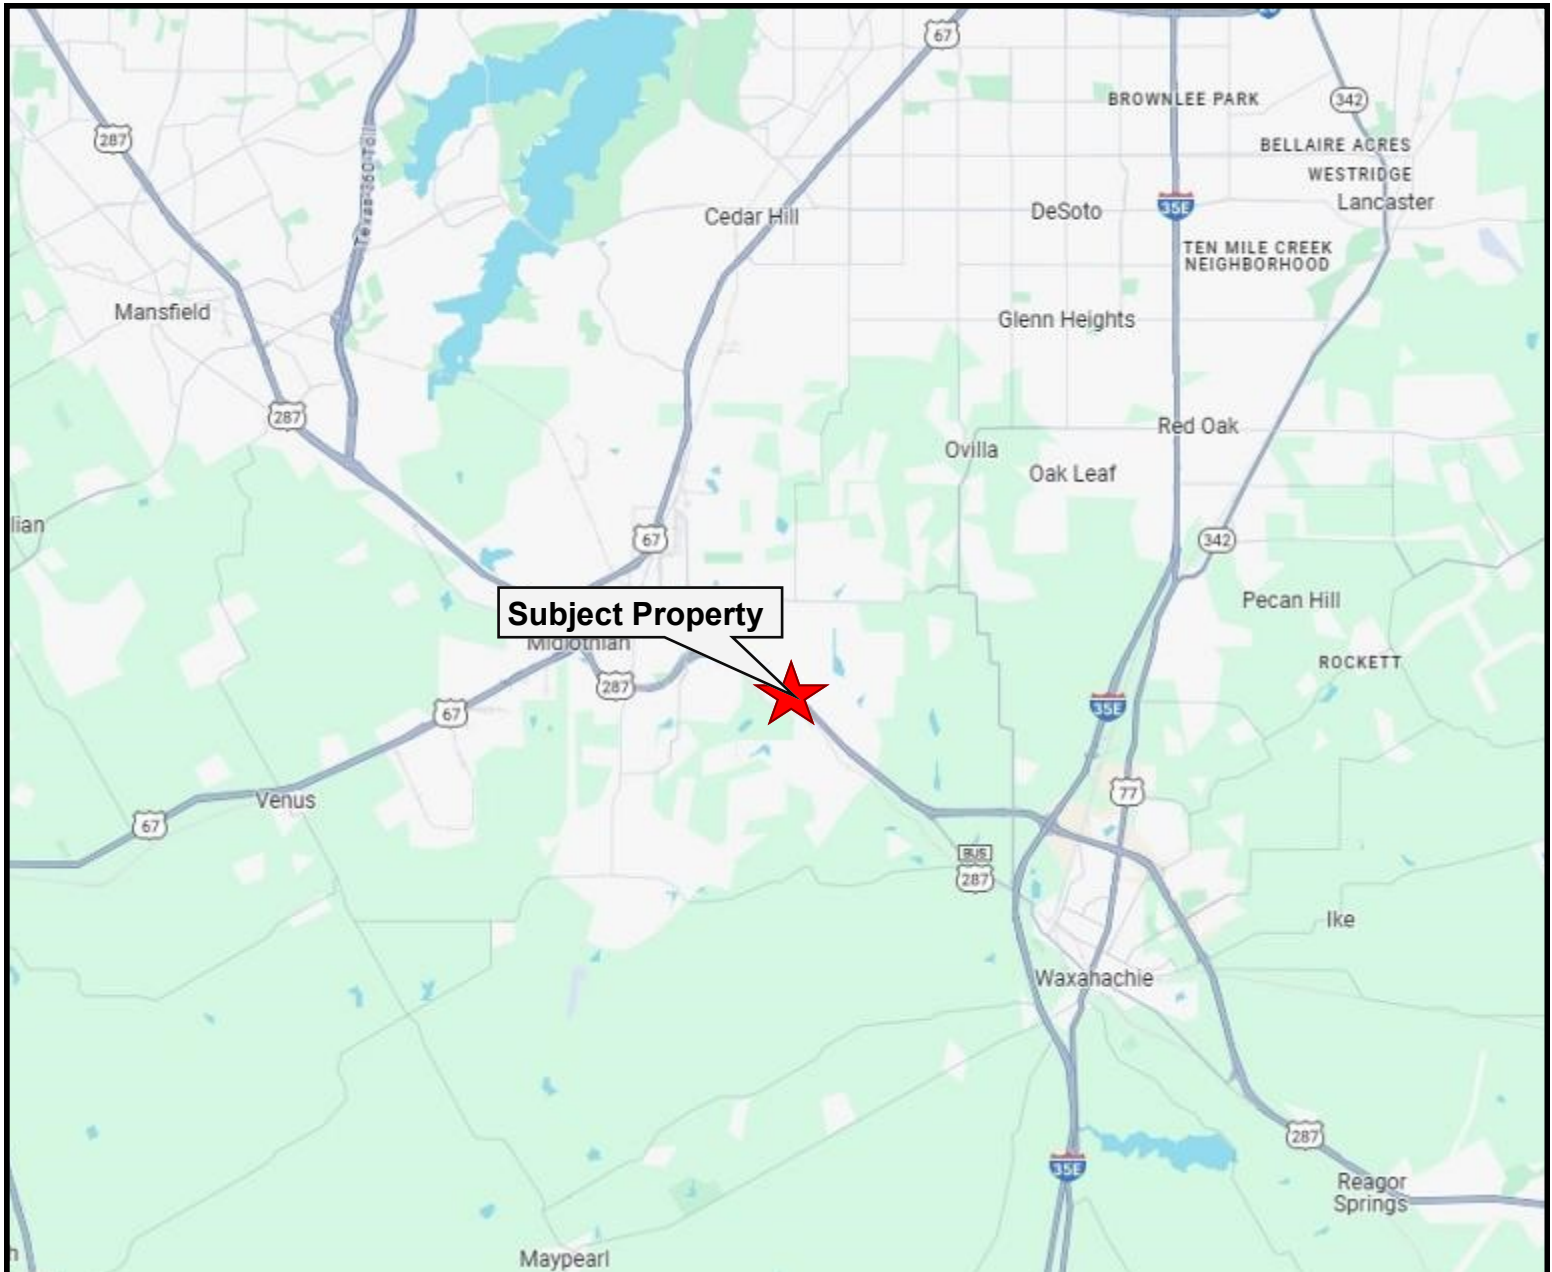 67
287
BROWNLEE PARK
342
BELLAIRE ACRES
WESTRIDGE
Lancaster
Texas 360 Toll
Cedar Hill
DeSoto
35E
TEN MILE CREEK
NEIGHBORHOOD
Mansfield
Glenn Heights
287
Red Oak
Ovilla
Oak Leaf
lian
67
342
Pecan Hill
Subject Property
Midlothian
ROCKETT
287
67
35E
77
Venus
67
BUS
287
Ike
Waxahachie
287
35E
Reagor
Springs
Maypearl
h